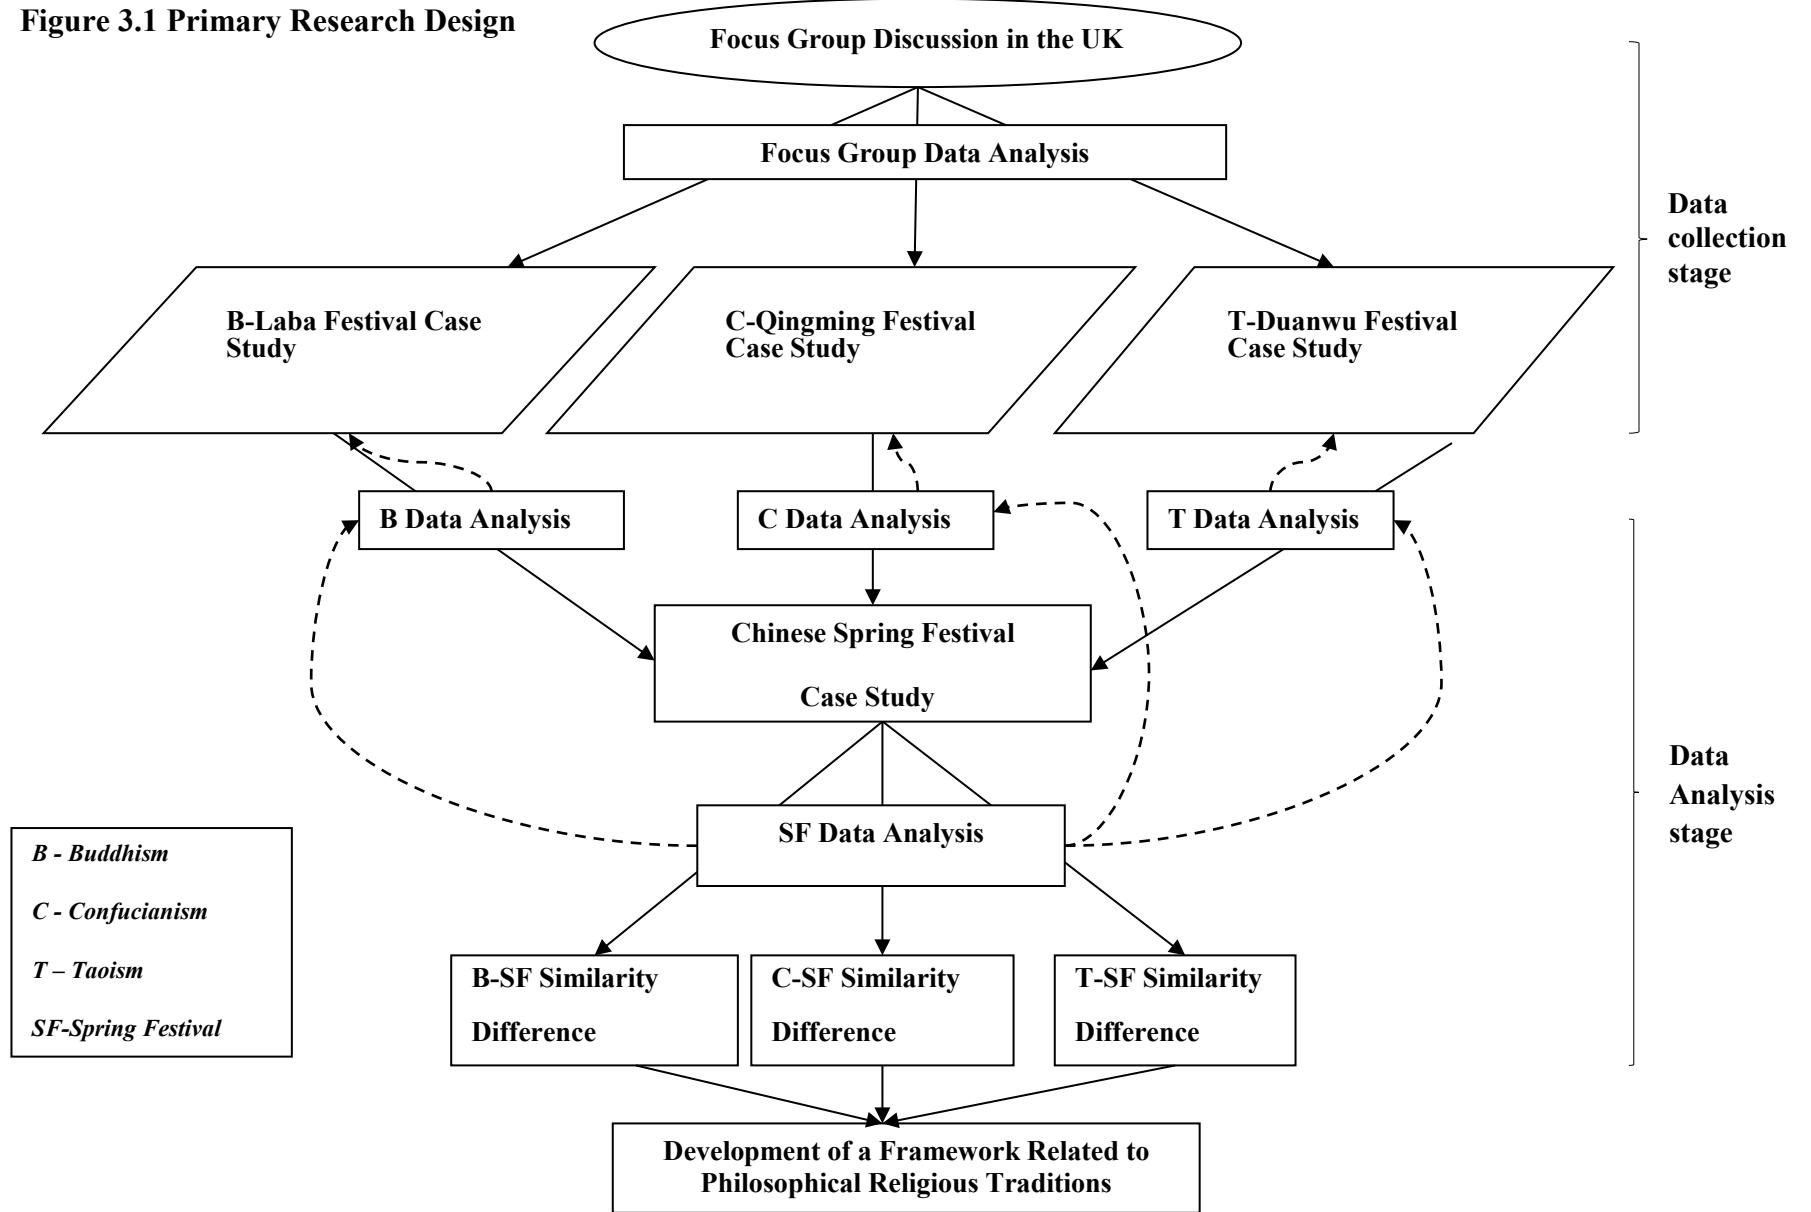 Figure 3.1 Primary Research Design
Focus Group Discussion in the UK
Focus Group Data Analysis
Data
collection
stage
B-Laba Festival Case
Study
C-Qingming Festival
Case Study
T-Duanwu Festival
Case Study
B Data Analysis
C Data Analysis
T Data Analysis
Chinese Spring Festival
Case Study
Data
Analysis
stage
SF Data Analysis
B - Buddhism
C - Confucianism
T – Taoism
SF-Spring Festival
B-SF Similarity
Difference
C-SF Similarity
Difference
T-SF Similarity
Difference
Development of a Framework Related to
Philosophical Religious Traditions